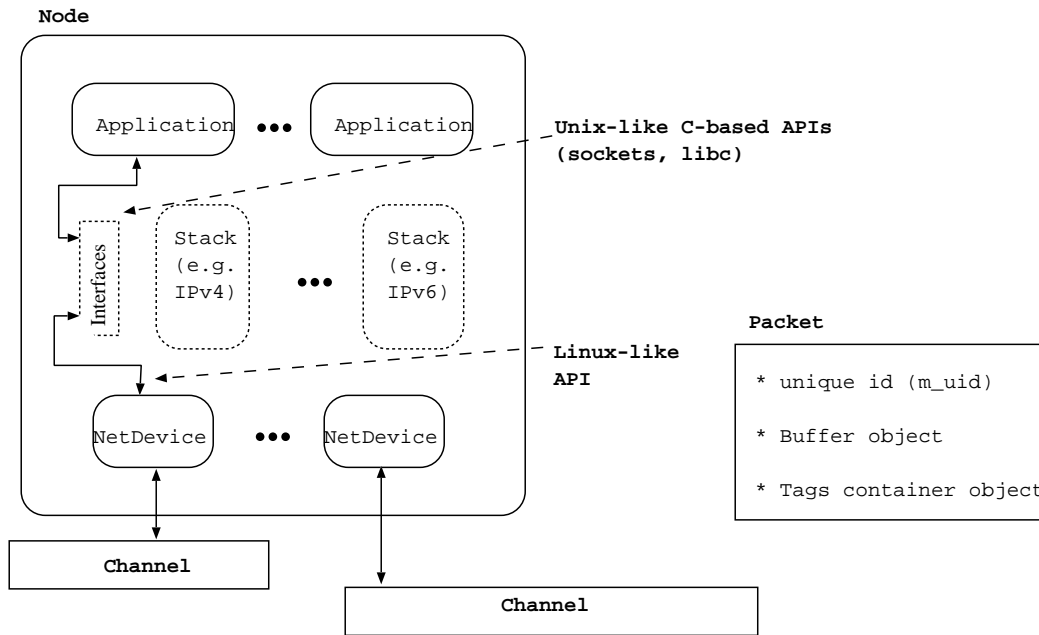 Node
Application ••• Application
Unix-like C-based APIs
(sockets, libc)
Interfaces
Stack
(e.g.
IPv4)
•••
Stack
(e.g.
IPv6)
Linux-like
API
NetDevice ••• NetDevice
Channel
Channel
Packet
* unique id (m_uid)
* Buffer object
* Tags container object